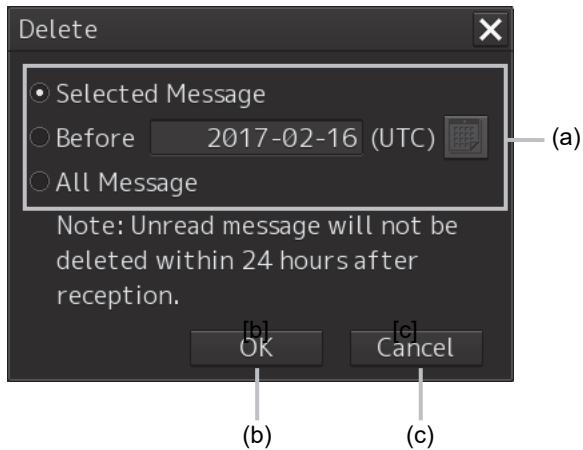 Delete
Selected Message
Before 2017-02-16 (UTC)
(a)
All Message
Note: Unread message will not be
deleted within 24 hours after
reception.
[b] [c]
OK Cancel
(b) (c)